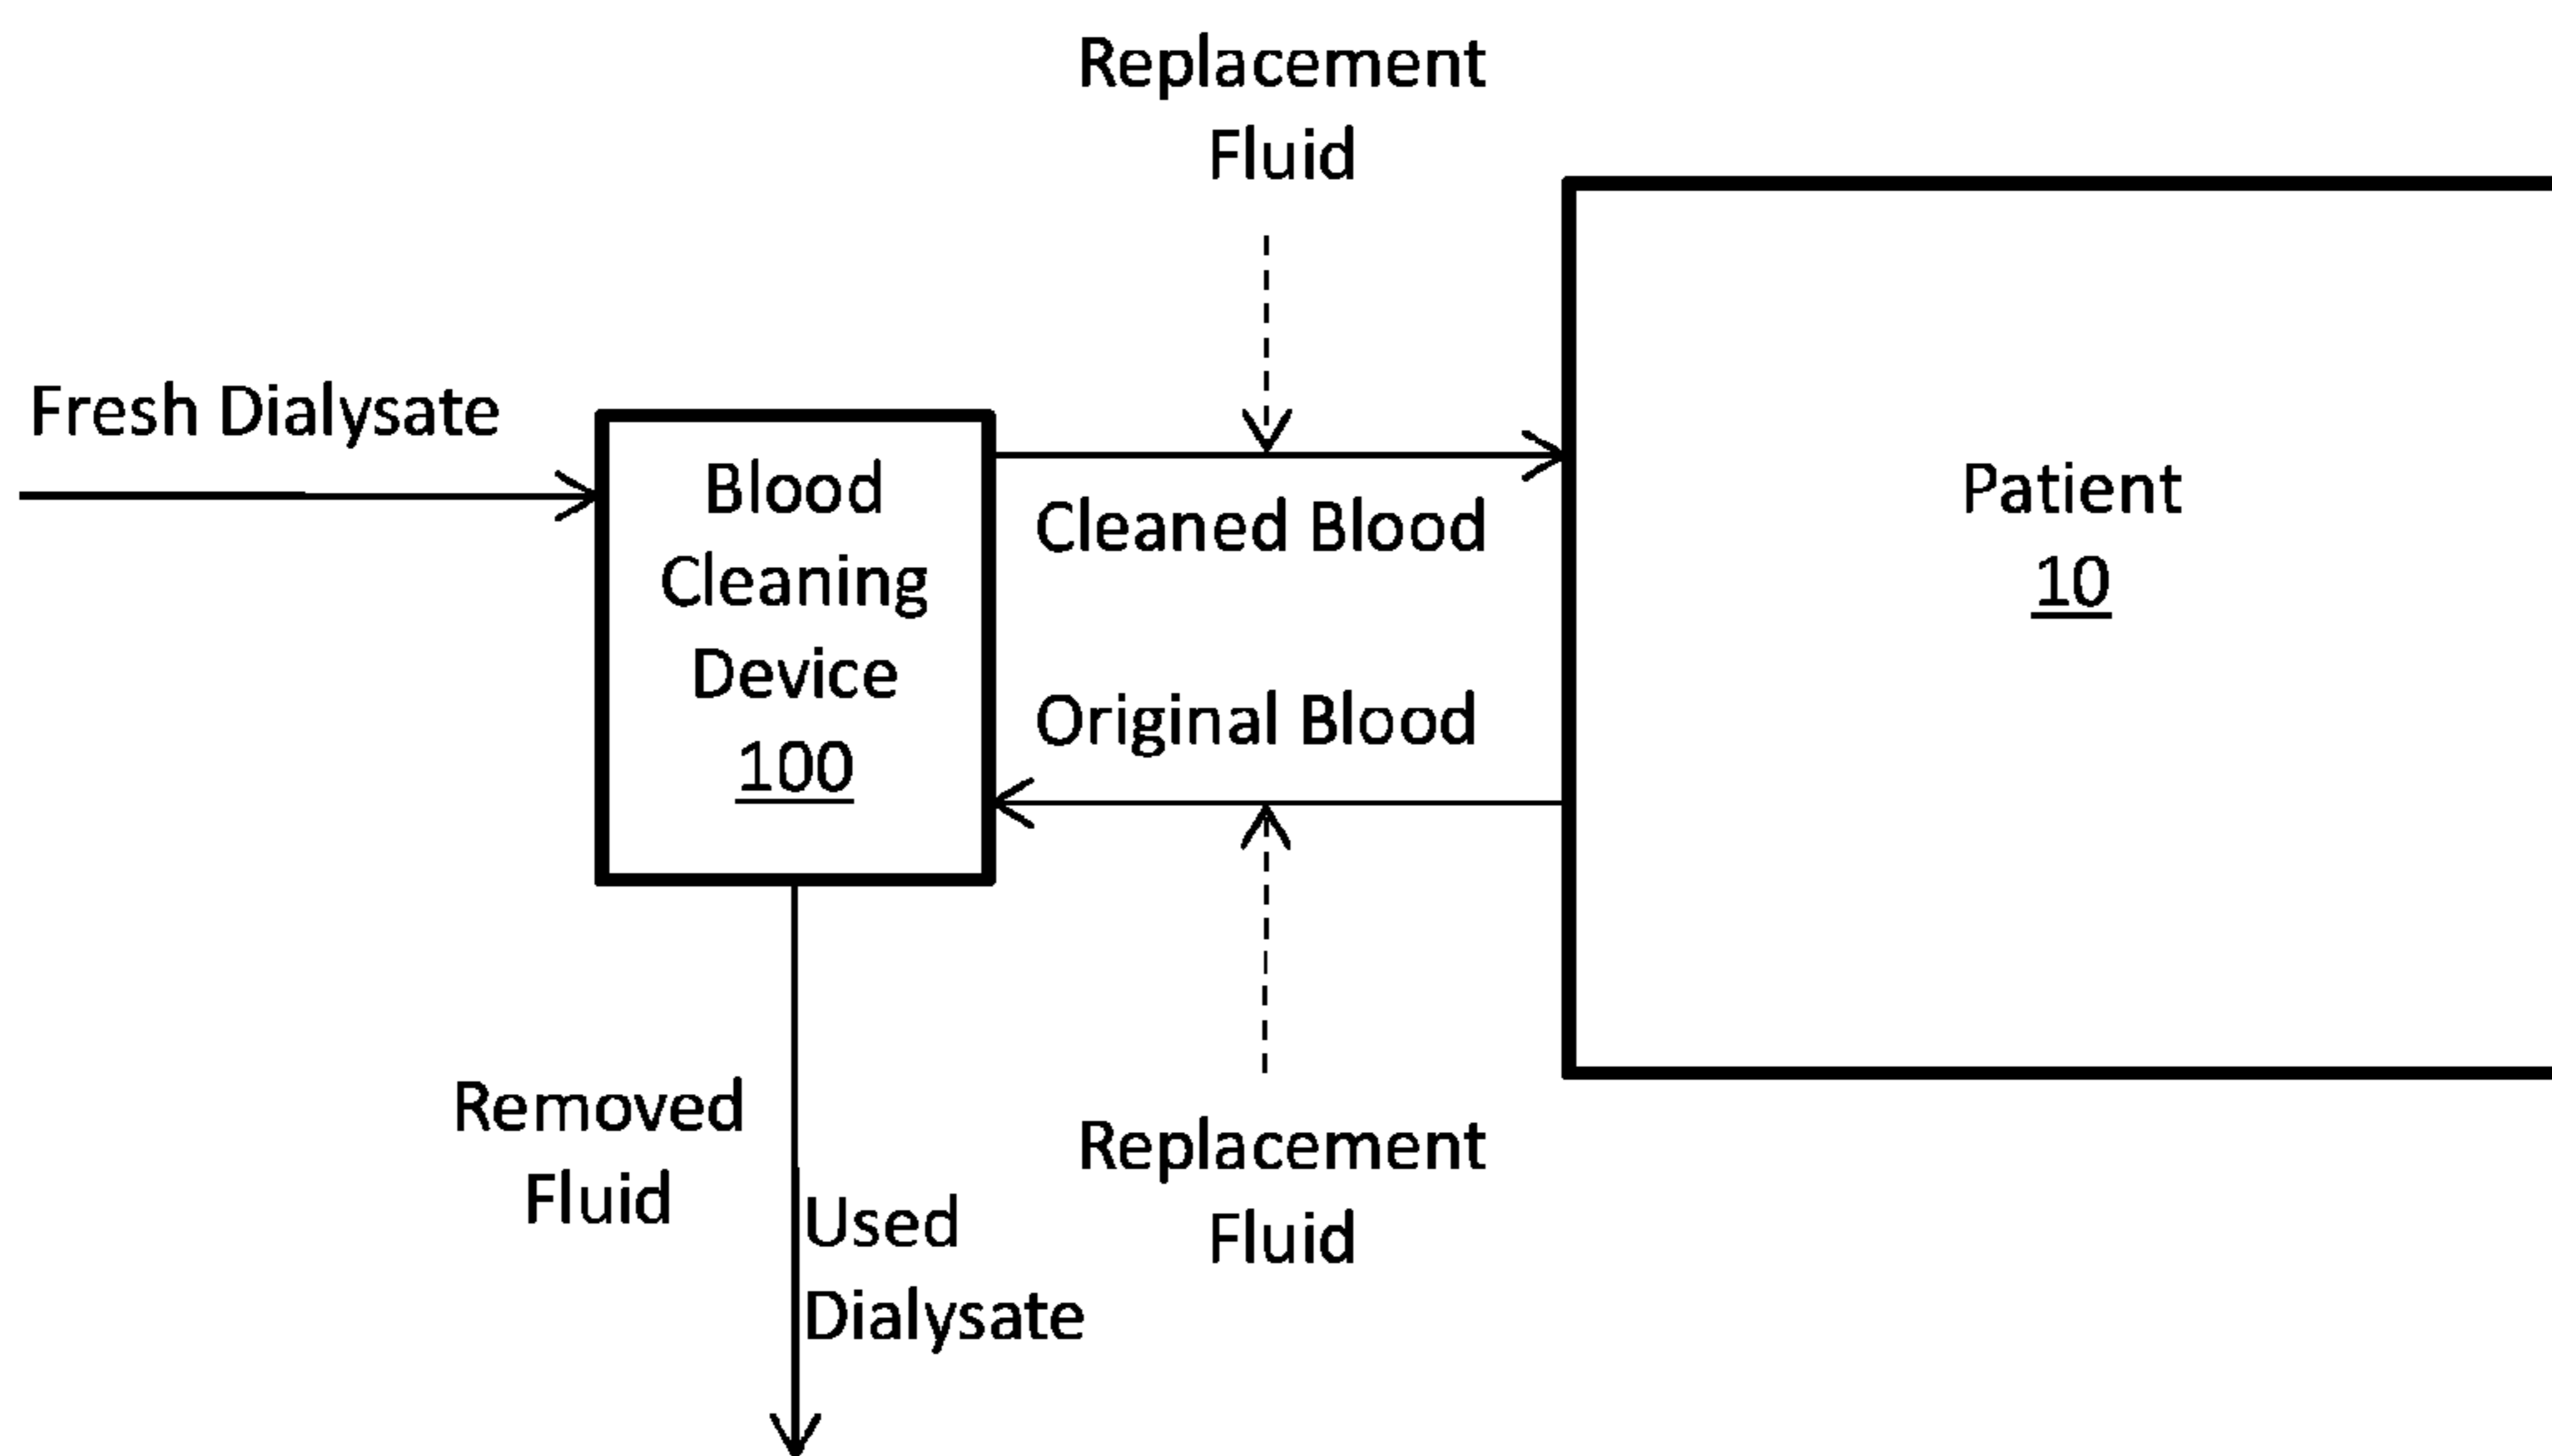 Replacement
Fluid
Fresh Dialysate
Blood
Cleaning
Device
100
Cleaned Blood
Original Blood
Patient
10
Removed
Fluid
Used
Dialysate
Replacement
Fluid